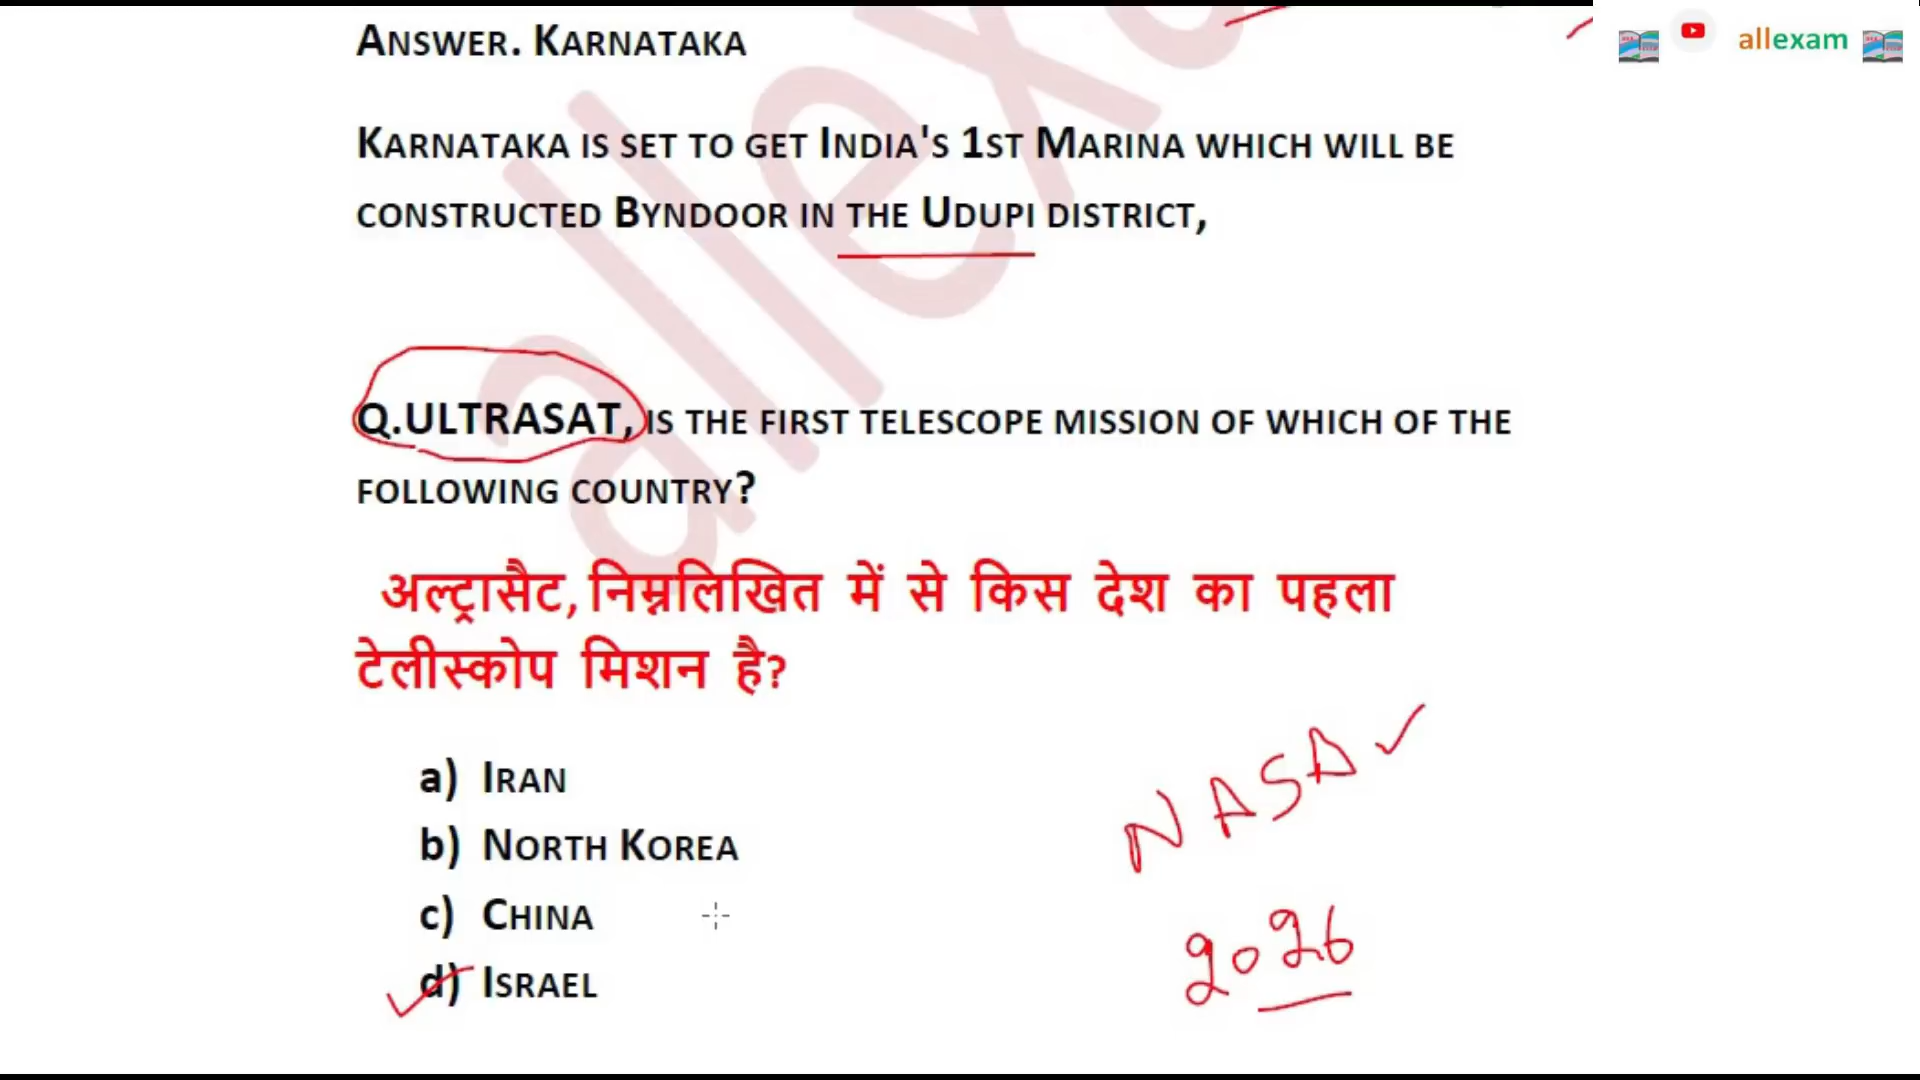 allexam
ANSWER. KARNATAKA
KARNATAKA IS SET TO GET INDIA'S 1ST MARINA WHICH WILL BE
CONSTRUCTED BYNDOOR IN THE UDUPI DISTRICT,
Q.ULTRASAT, IS THE FIRST TELESCOPE MISSION OF WHICH OF THE
FOLLOWING COUNTRY?
अल्ट्रासैट, निम्नलिखित में से किस देश का पहला
टेलीस्कोप मिशन है?
a) IRAN
b) NORTH KOREA
c) CHINA
d) ISRAEL
NASA
2026